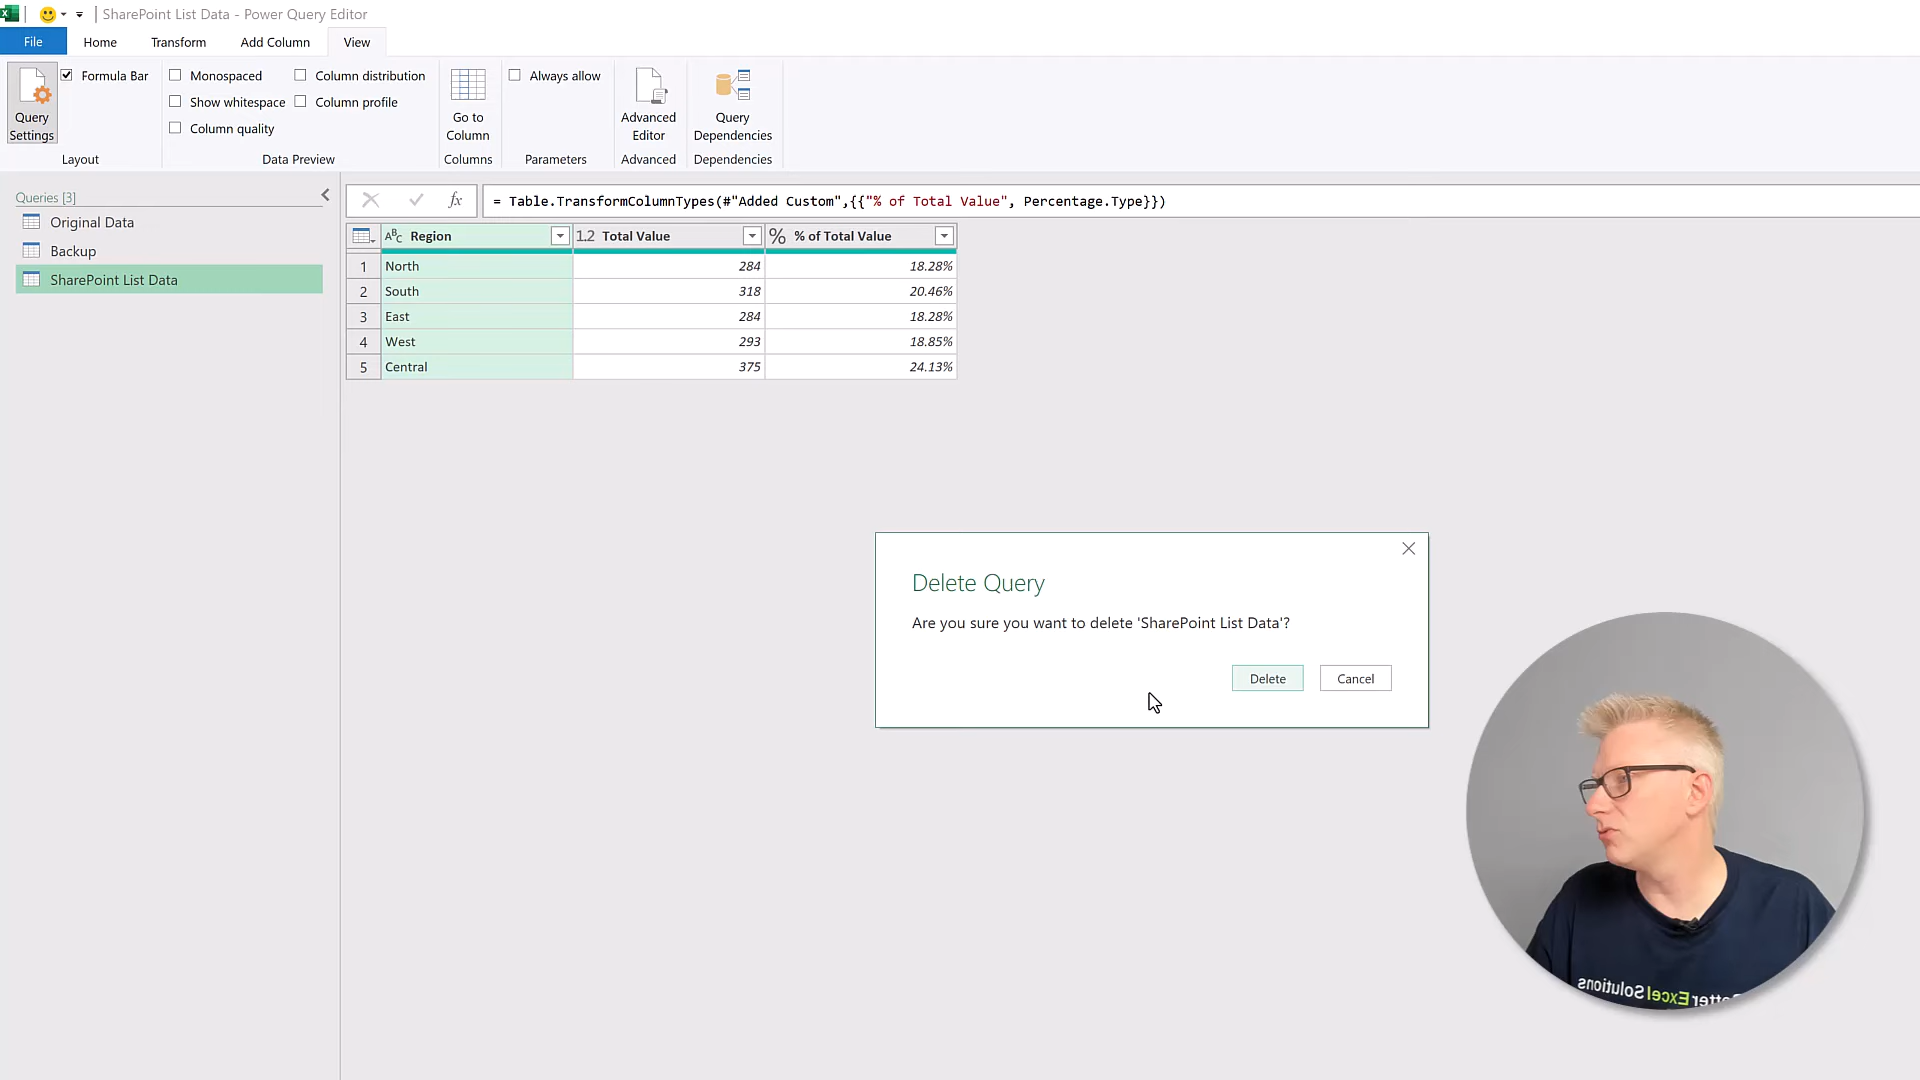 SharePoint List Data - Power Query Editor
File Home Transform Add Column View
Formula Bar Monospaced Column distribution Always allow
Show whitespace Column profile
Column quality
Query Settings
Go to Column
Advanced Editor
Query Dependencies
Layout Data Preview Columns Parameters Advanced Dependencies
Queries [3]
Original Data
Backup
SharePoint List Data
fx = Table.TransformColumnTypes(#"Added Custom",{{"% of Total Value", Percentage.Type}})
ABC Region 1.2 Total Value % % of Total Value
1 North 284 18.28%
2 South 318 20.46%
3 East 284 18.28%
4 West 293 18.85%
5 Central 375 24.13%
Delete Query
Are you sure you want to delete 'SharePoint List Data'?
Delete Cancel
Excel Solutions